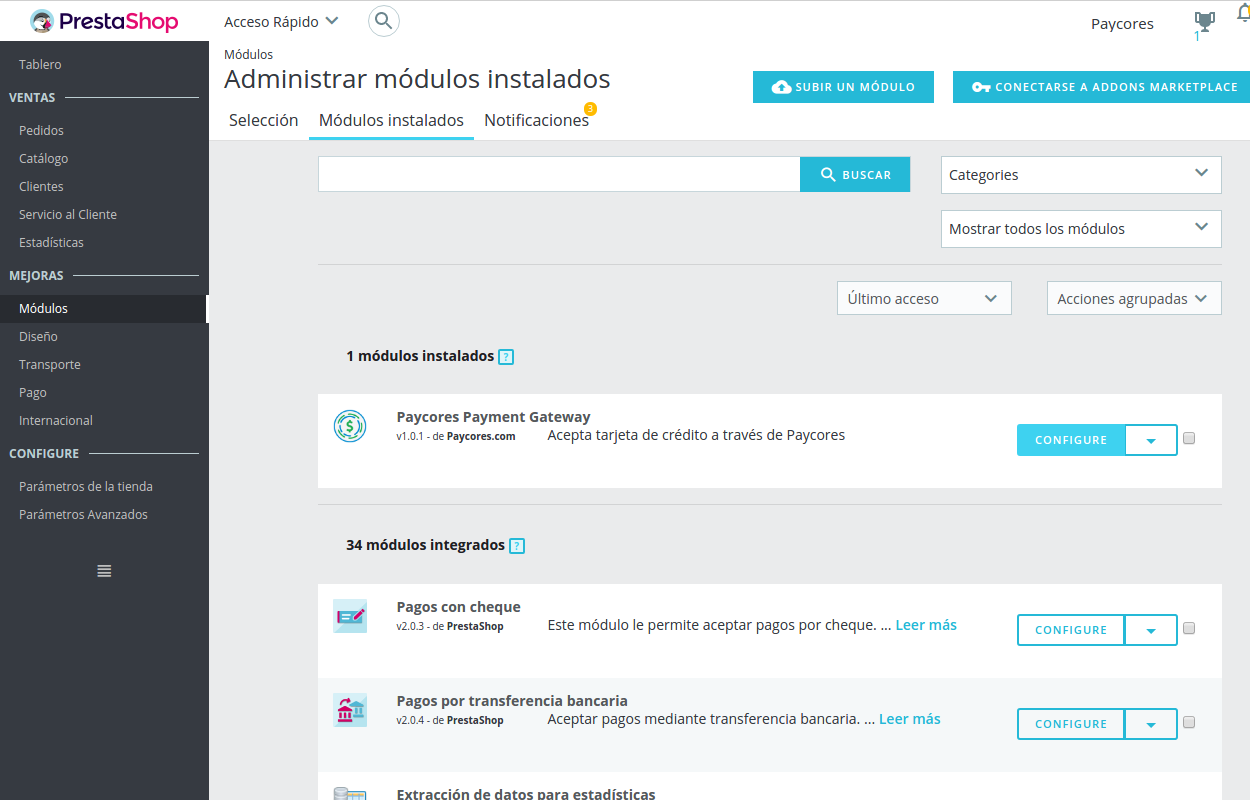 PrestaShop
Acceso Rápido
Paycores
1
Módulos
Administrar módulos instalados
SUBIR UN MÓDULO
CONECTARSE A ADDONS MARKETPLACE
Selección
Módulos instalados
Notificaciones
3
Tablero
VENTAS
Pedidos
Catálogo
Clientes
Servicio al Cliente
Estadísticas
MEJORAS
Módulos
Diseño
Transporte
Pago
Internacional
CONFIGURE
Parámetros de la tienda
Parámetros Avanzados
BUSCAR
Categories
Mostrar todos los módulos
Último acceso
Acciones agrupadas
1 módulos instalados ?
Paycores Payment Gateway
v1.0.1 - de Paycores.com
Acepta tarjeta de crédito a través de Paycores
CONFIGURE
34 módulos integrados ?
Pagos con cheque
v2.0.3 - de PrestaShop
Este módulo le permite aceptar pagos por cheque. ... Leer más
CONFIGURE
Pagos por transferencia bancaria
v2.0.4 - de PrestaShop
Aceptar pagos mediante transferencia bancaria. ... Leer más
CONFIGURE
Extracción de datos para estadísticas